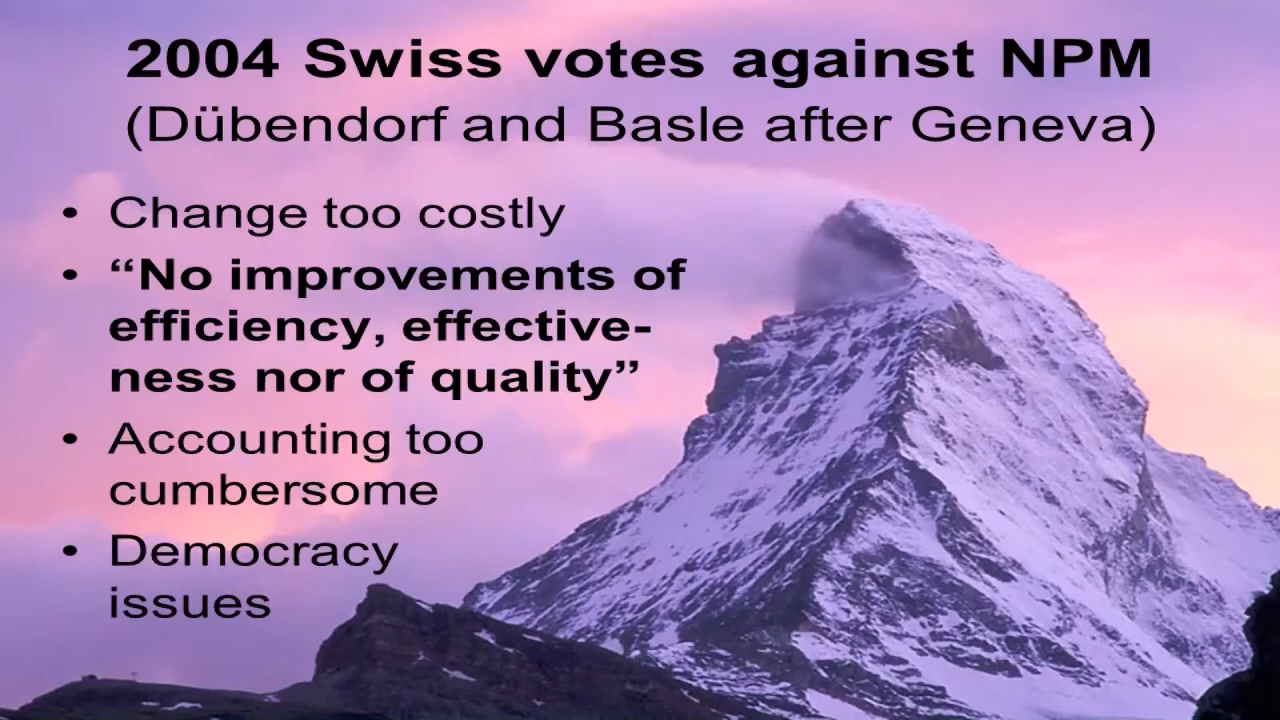 2004 Swiss votes against NPM
(Dübendorf and Basle after Geneva)
• Change too costly
• “No improvements of
efficiency, effective-
ness nor of quality”
• Accounting too
cumbersome
• Democracy
issues